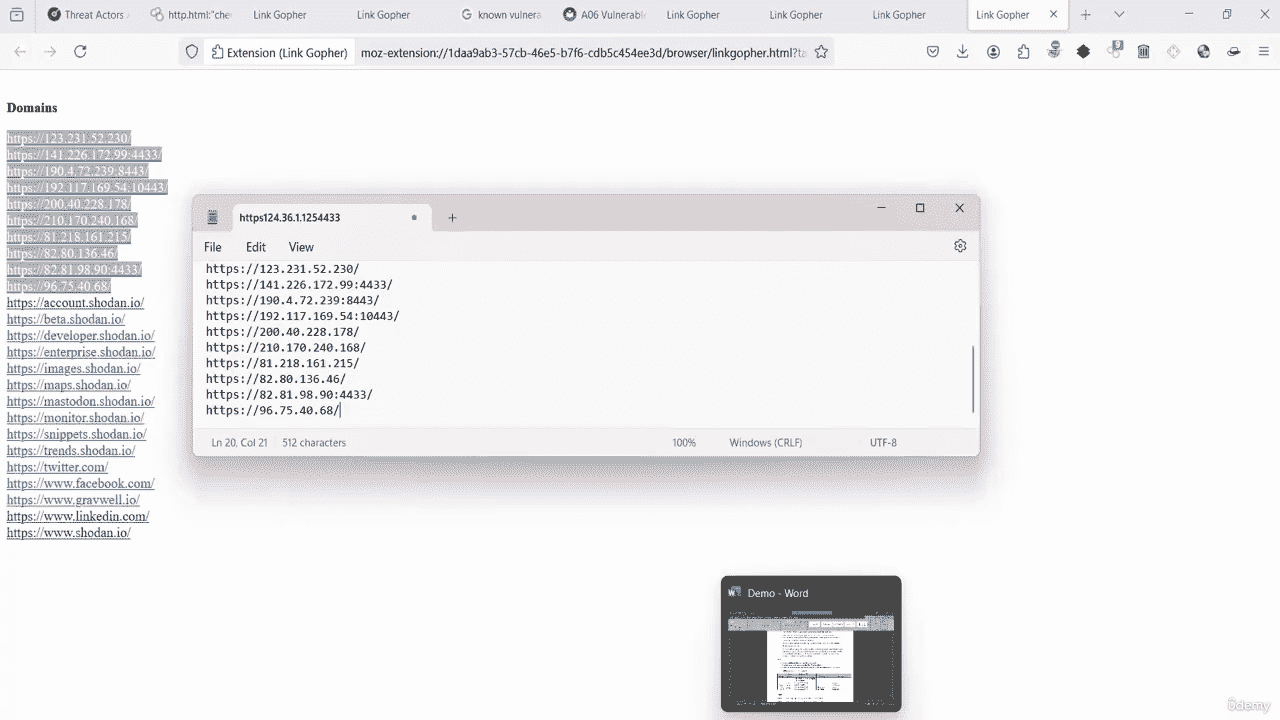 Threat Actors
http.html:"che
Link Gopher
Link Gopher
known vulnera
A06 Vulnerabl
Link Gopher
Link Gopher
Link Gopher
Link Gopher
Extension (Link Gopher)
moz-extension://1daa9ab3-57cb-46e5-b7f6-cdb5c454ee3d/browser/linkgopher.html?ta
Domains
https://123.231.52.230/
https://141.226.172.99:4433/
https://190.4.72.239:8443/
https://192.117.169.54:10443/
https://200.40.228.178/
https://210.170.240.168/
https://81.218.161.215/
https://82.80.136.46/
https://82.81.98.90:4433/
https://96.75.40.68/
https://account.shodan.io/
https://beta.shodan.io/
https://developer.shodan.io/
https://enterprise.shodan.io/
https://images.shodan.io/
https://maps.shodan.io/
https://mastodon.shodan.io/
https://monitor.shodan.io/
https://snippets.shodan.io/
https://trends.shodan.io/
https://twitter.com/
https://www.facebook.com/
https://www.gravwell.io/
https://www.linkedin.com/
https://www.shodan.io/
https124.36.1.1254433
File Edit View
https://123.231.52.230/
https://141.226.172.99:4433/
https://190.4.72.239:8443/
https://192.117.169.54:10443/
https://200.40.228.178/
https://210.170.240.168/
https://81.218.161.215/
https://82.80.136.46/
https://82.81.98.90:4433/
https://96.75.40.68/
Ln 20, Col 21 512 characters 100% Windows (CRLF) UTF-8
Demo - Word
Udemy